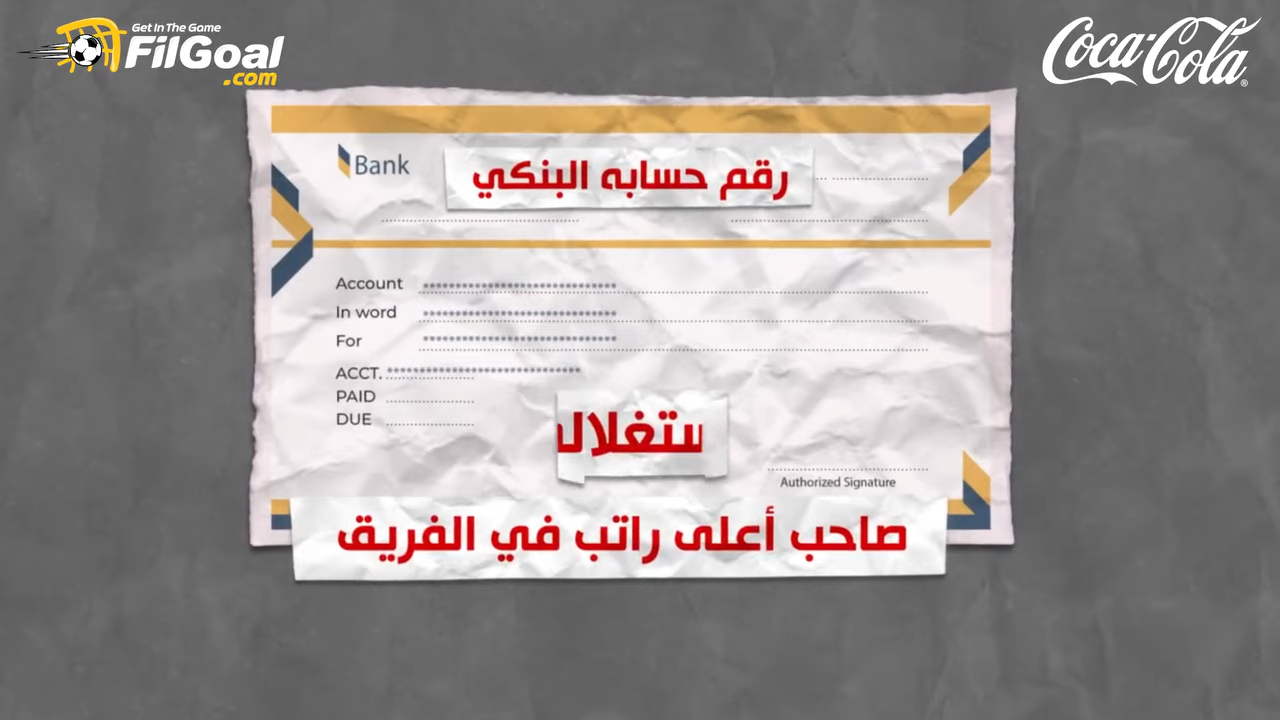 Get In The Game
FilGoal
.com
Coca-Cola
Bank
رقم حسابه البنكي
Account
In word
For
ACCT.
PAID
DUE
صاحب أعلى راتب في الفريق
Authorized Signature